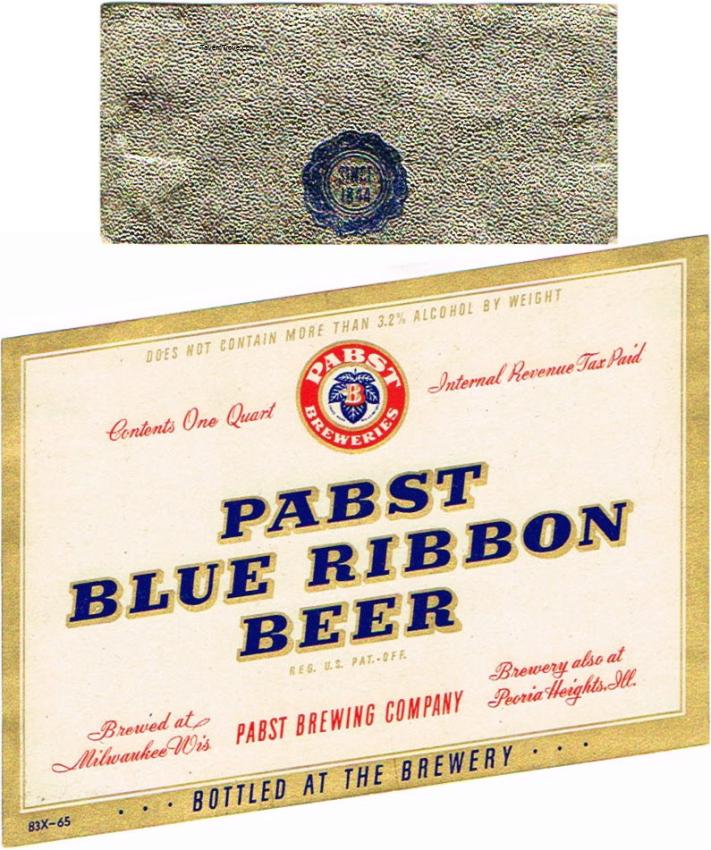 SINCE
1844
DOES NOT CONTAIN MORE THAN 3.2% ALCOHOL BY WEIGHT
Contents One Quart
PABST
B
BREWERIES
Internal Revenue Tax Paid
PABST
BLUE RIBBON
BEER
REG. U.S. PAT.-OFF.
Brewed at
Milwaukee Wis
PABST BREWING COMPANY
Brewery also at
Peoria Heights, Ill.
... BOTTLED AT THE BREWERY ...
83X-65